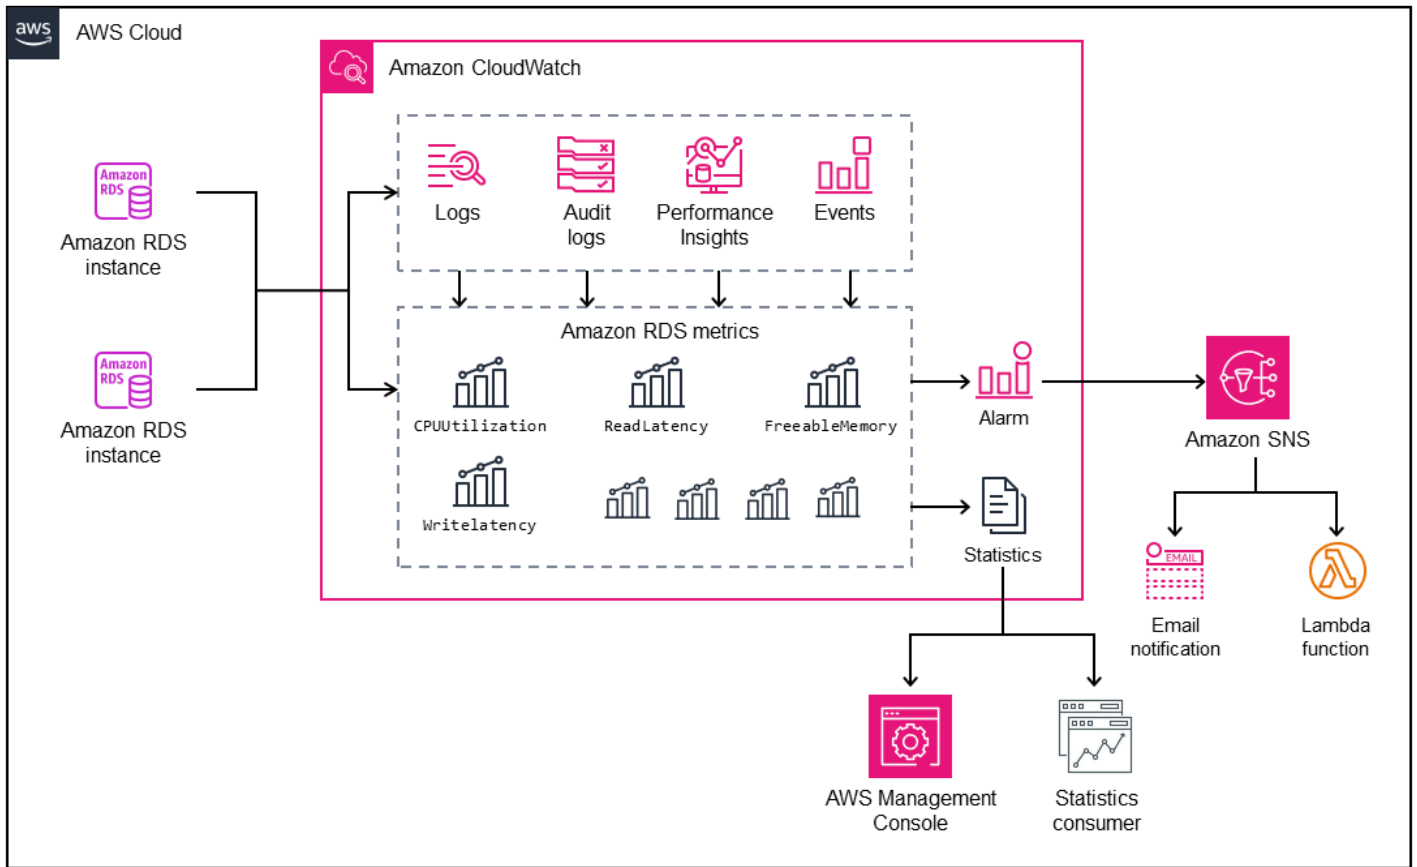 aws
AWS Cloud
Amazon CloudWatch
Logs
Audit
logs
Performance
Insights
Events
Amazon
RDS
Amazon RDS
instance
Amazon
RDS
Amazon RDS
instance
Amazon RDS metrics
CPUUtilization
ReadLatency
FreeableMemory
Writelatency
Alarm
Statistics
Amazon SNS
EMAIL
Email
notification
Lambda
function
AWS Management
Console
Statistics
consumer